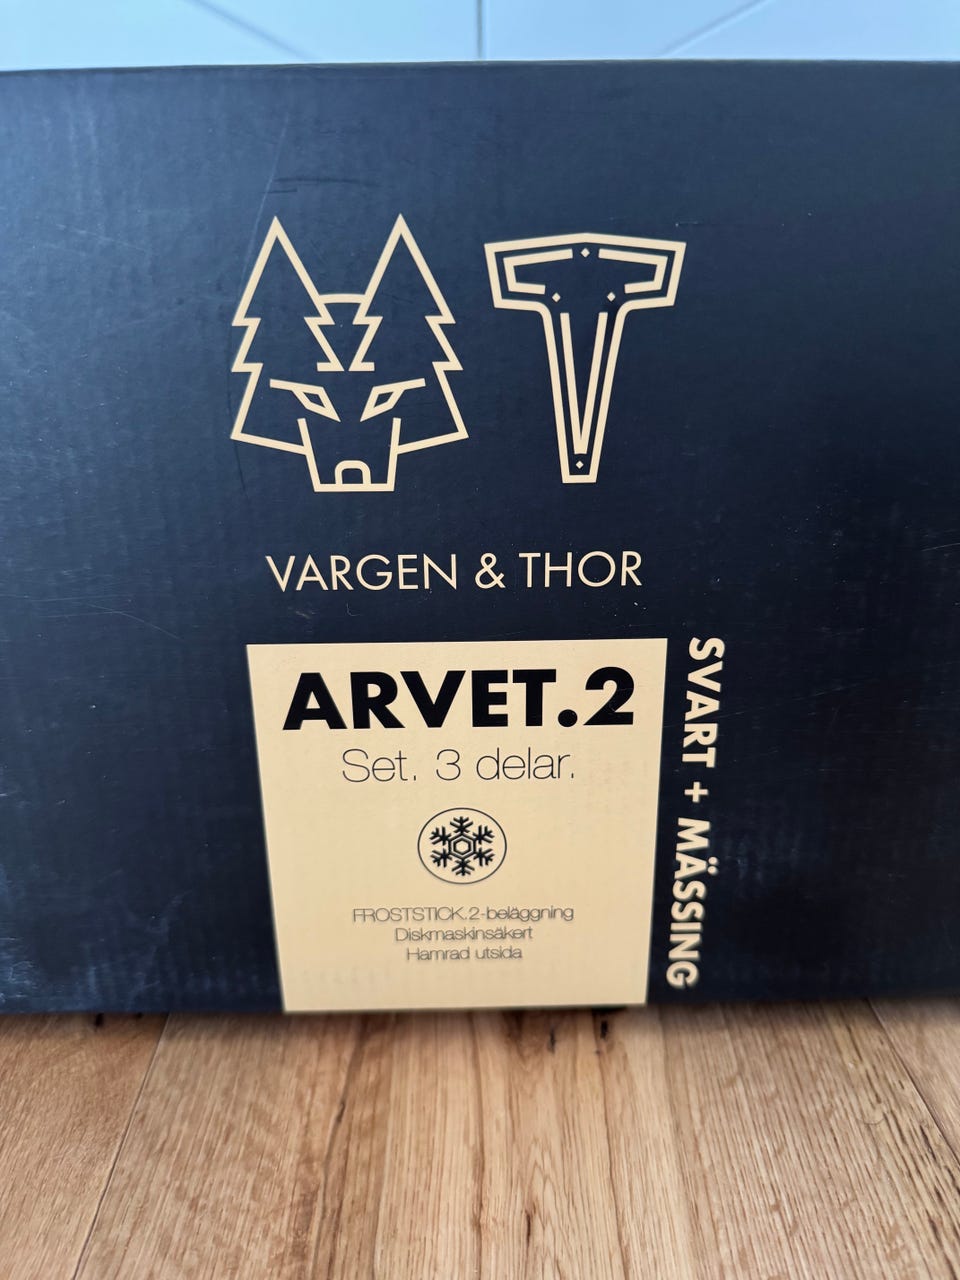 VARGEN & THOR
ARVET.2
Set. 3 delar.
FROSTSTICK.2-beläggning
Diskmaskinsäkert
Hamrad utsida
SVART + MÄSSING